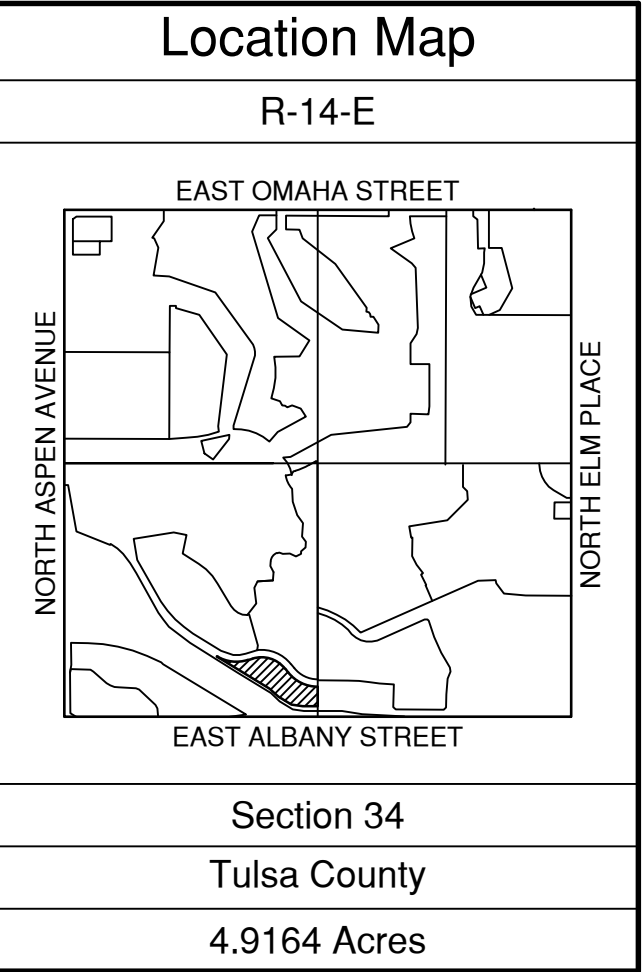 Location Map
R-14-E
EAST OMAHA STREET
NORTH ASPEN AVENUE
NORTH ELM PLACE
EAST ALBANY STREET
Section 34
Tulsa County
4.9164 Acres